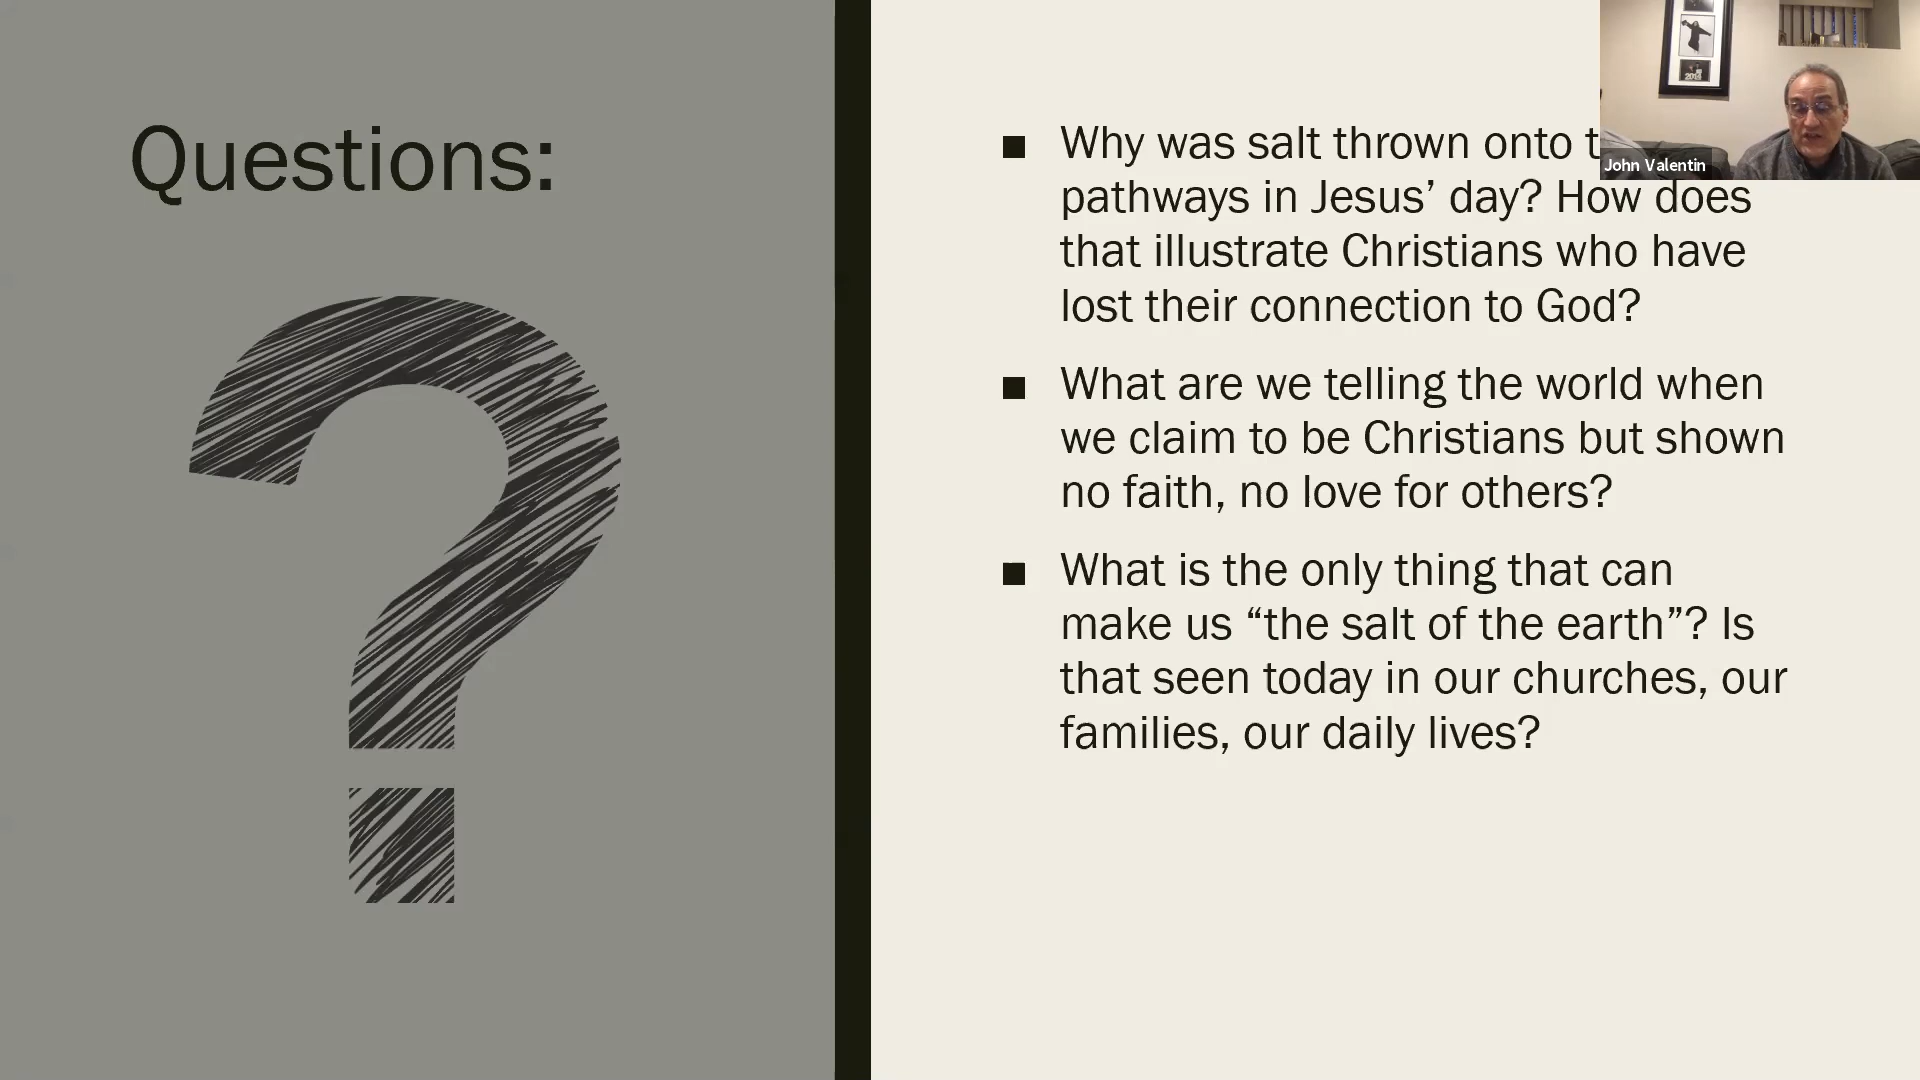 Questions:
Why was salt thrown onto
pathways in Jesus’ day? How does
that illustrate Christians who have
lost their connection to God?
What are we telling the world when
we claim to be Christians but shown
no faith, no love for others?
What is the only thing that can
make us “the salt of the earth”? Is
that seen today in our churches, our
families, our daily lives?
John Valentin